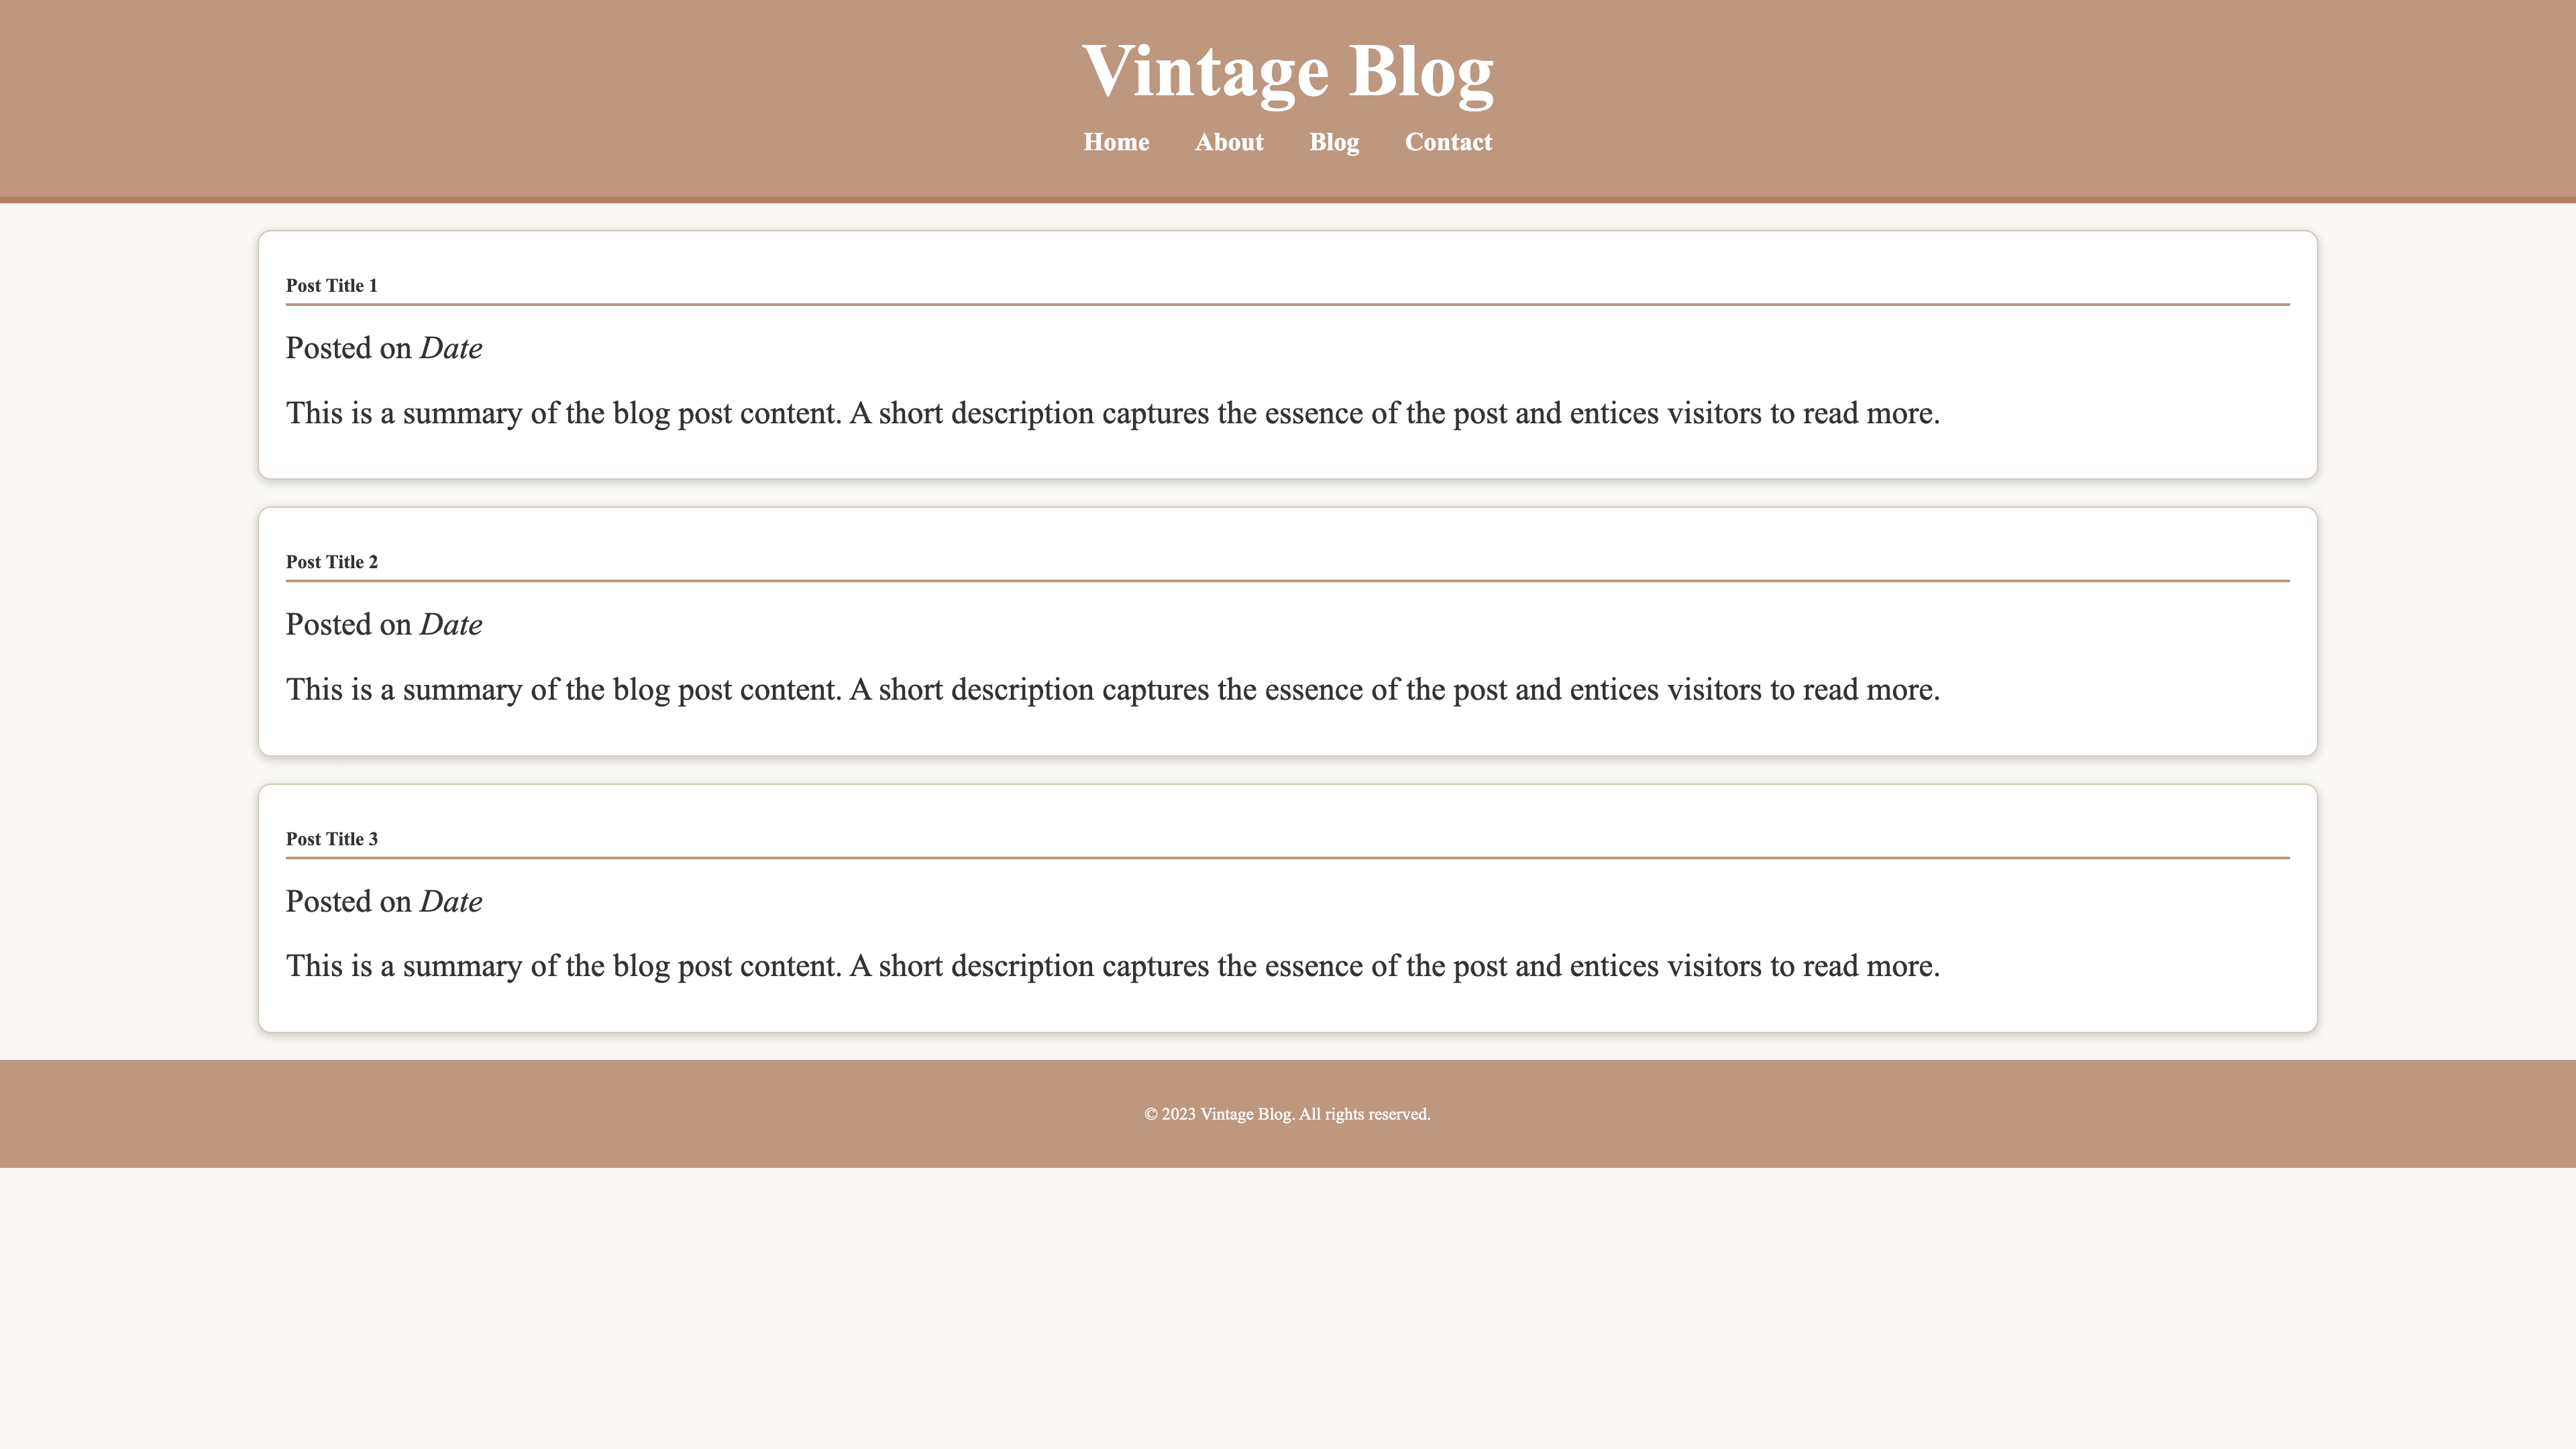 Vintage Blog
Home About Blog Contact
Post Title 1
Posted on Date
This is a summary of the blog post content. A short description captures the essence of the post and entices visitors to read more.
Post Title 2
Posted on Date
This is a summary of the blog post content. A short description captures the essence of the post and entices visitors to read more.
Post Title 3
Posted on Date
This is a summary of the blog post content. A short description captures the essence of the post and entices visitors to read more.
© 2023 Vintage Blog. All rights reserved.